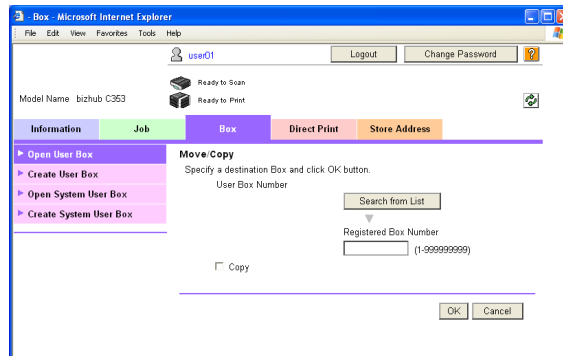 - Box - Microsoft Internet Explorer
File Edit View Favorites Tools Help
user01 Logout Change Password ?
Ready to Scan
Model Name bizhub C353 Ready to Print
Information Job Box Direct Print Store Address
Open User Box
Create User Box
Open System User Box
Create System User Box
Move/Copy
Specify a destination Box and click OK button.
User Box Number
Search from List
Registered Box Number
(1-999999999)
Copy
OK Cancel